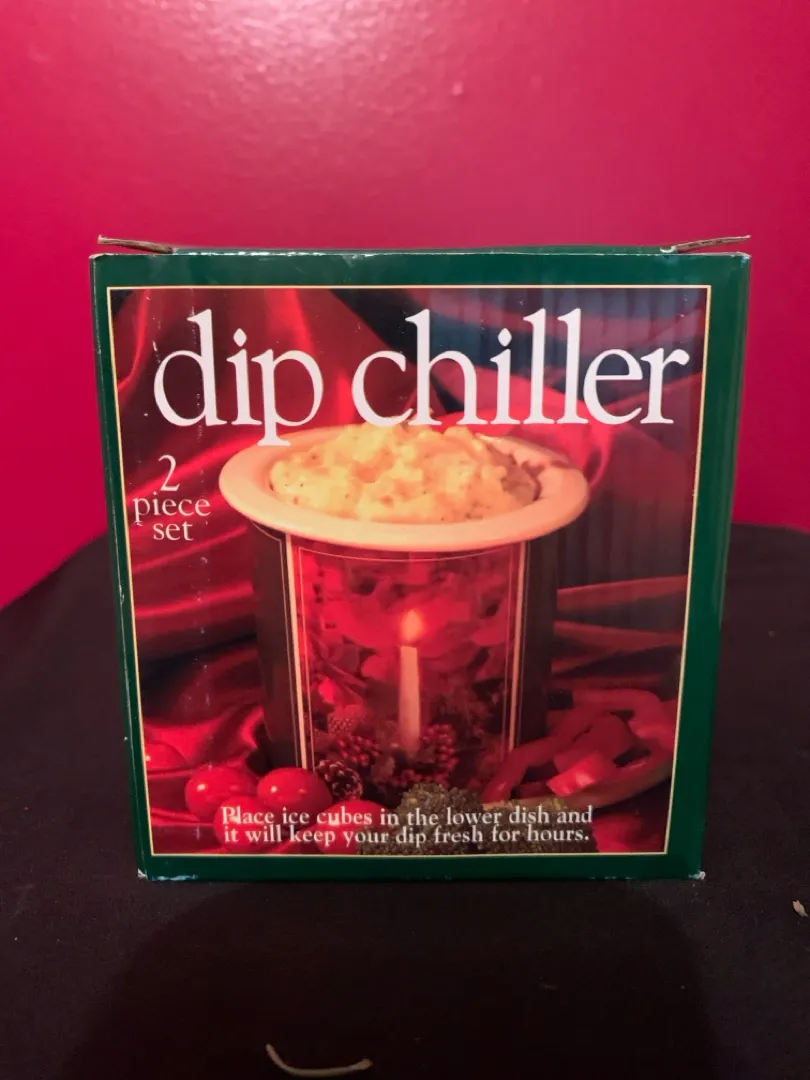 dip chiller
2
piece
set
Place ice cubes in the lower dish and
it will keep your dip fresh for hours.